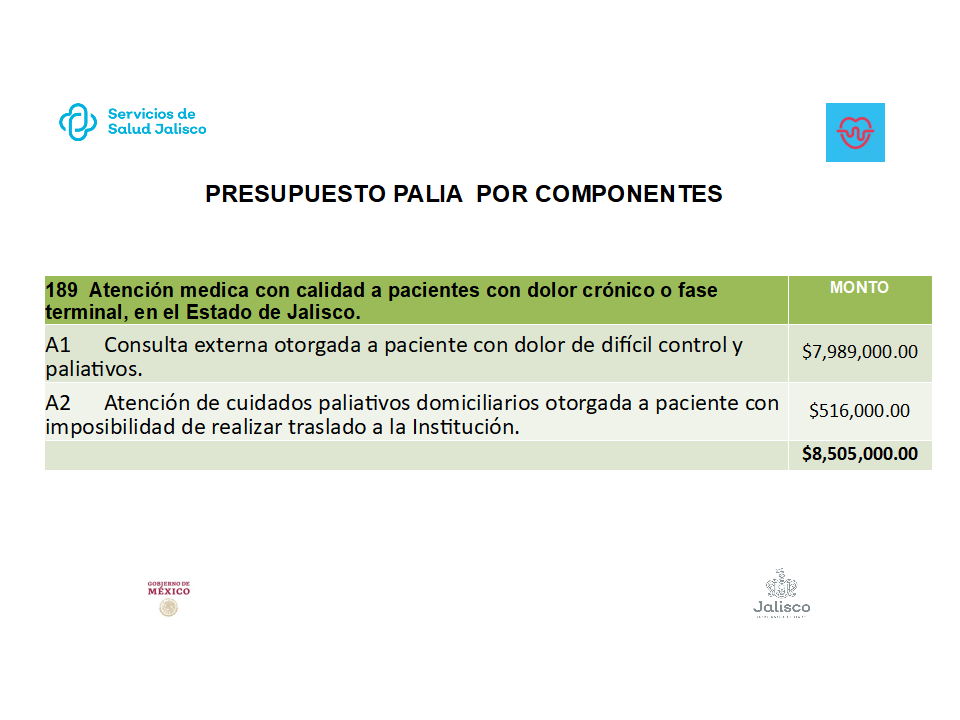 Servicios de
Salud Jalisco
PRESUPUESTO PALIA POR COMPONENTES
189 Atención medica con calidad a pacientes con dolor crónico o fase
terminal, en el Estado de Jalisco.
MONTO
A1 Consulta externa otorgada a paciente con dolor de difícil control y
paliativos.
$7,989,000.00
A2 Atención de cuidados paliativos domiciliarios otorgada a paciente con
imposibilidad de realizar traslado a la Institución.
$516,000.00
$8,505,000.00
GOBIERNO DE
MÉXICO
Jalisco